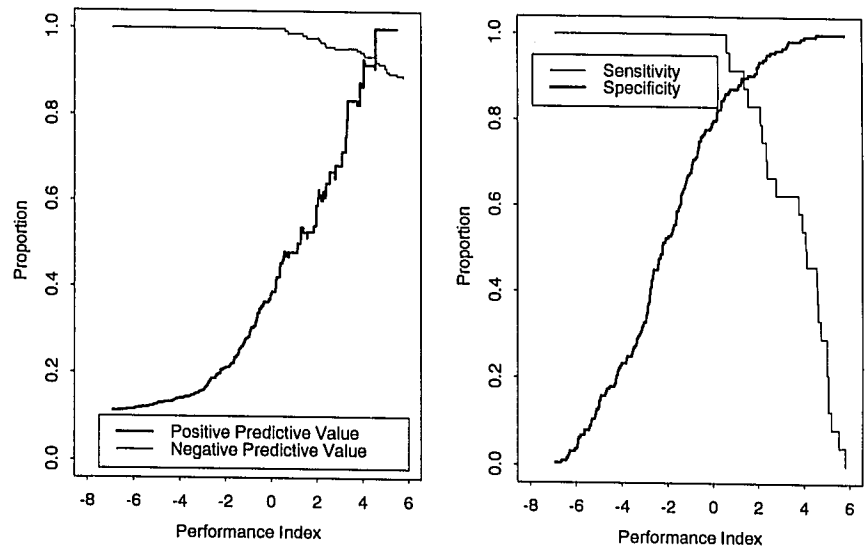 Proportion
1.0
0.8
0.6
0.4
0.2
0.0
Positive Predictive Value
Negative Predictive Value
-8 -6 -4 -2 0 2 4 6
Performance Index
Proportion
1.0
0.8
0.6
0.4
0.2
0.0
Sensitivity
Specificity
-8 -6 -4 -2 0 2 4 6
Performance Index